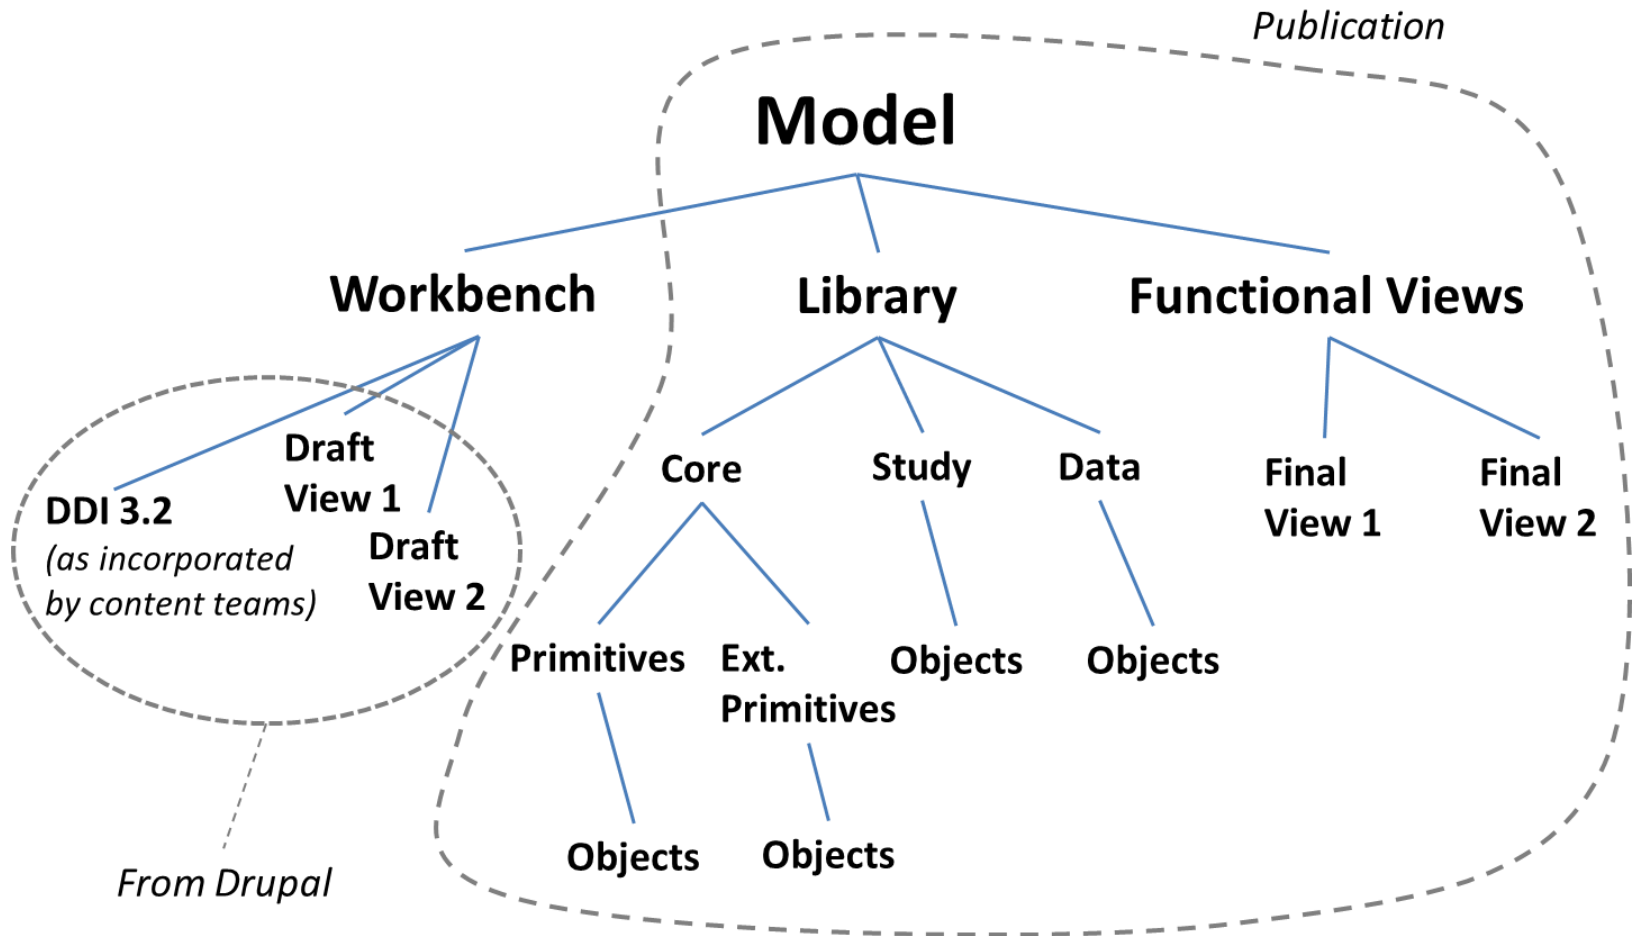 Publication
Model
Workbench
Library
Functional Views
Draft
View 1
DDI 3.2
(as incorporated
by content teams)
Draft
View 2
Core
Study
Data
Final
View 1
Final
View 2
Primitives
Ext.
Primitives
Objects
Objects
Objects
Objects
From Drupal